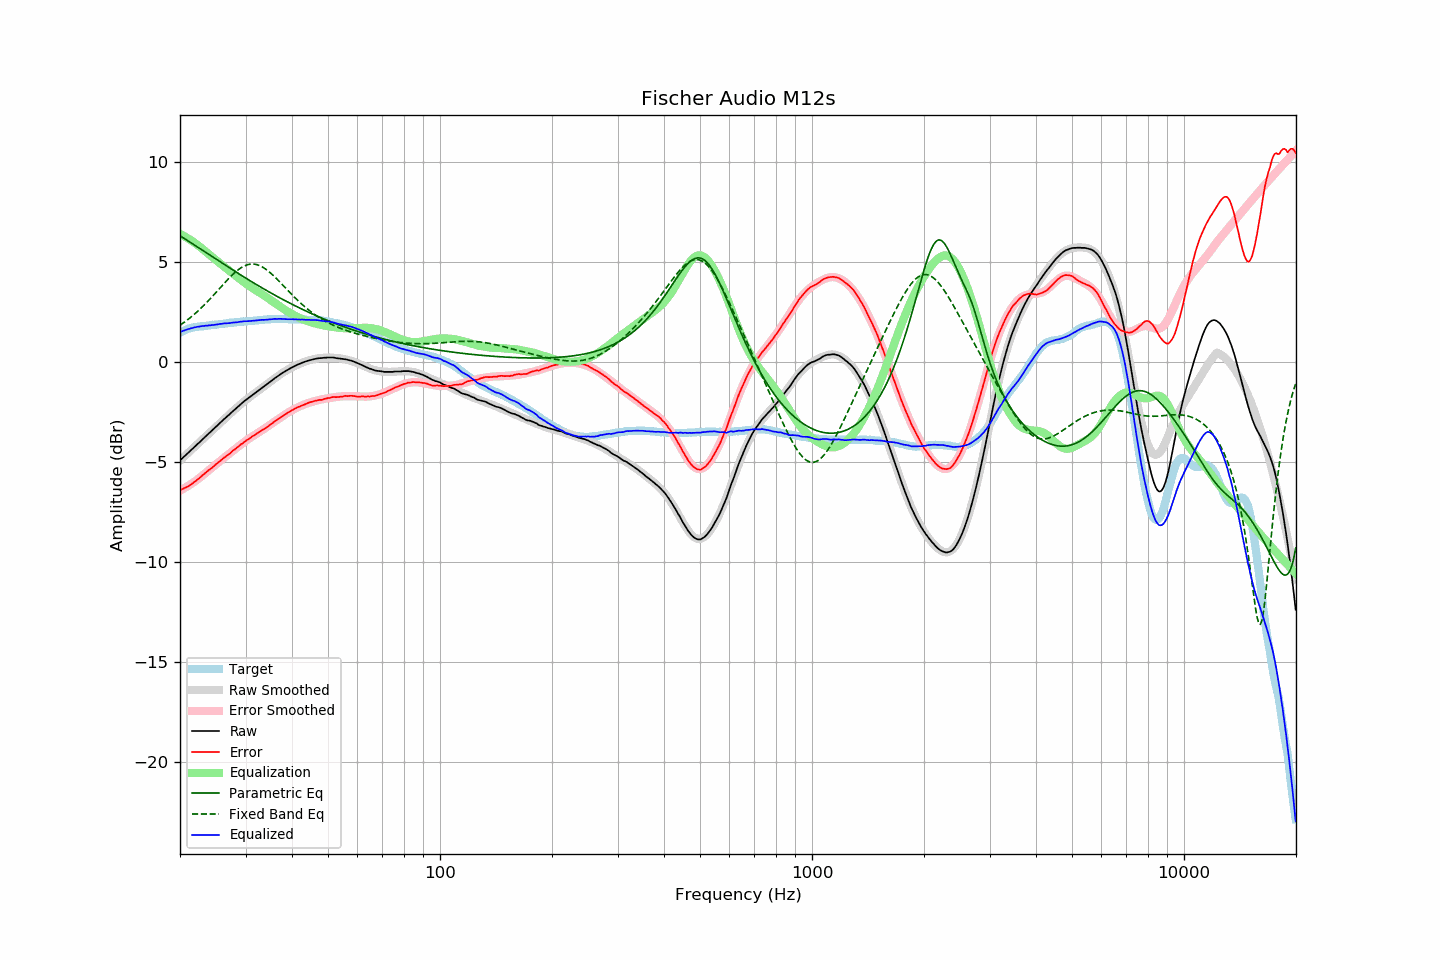 Fischer Audio M12s
10
5
0
−5
−10
−15
−20
Amplitude (dBr)
Target
Raw Smoothed
Error Smoothed
Raw
Error
Equalization
Parametric Eq
Fixed Band Eq
Equalized
100
1000
10000
Frequency (Hz)